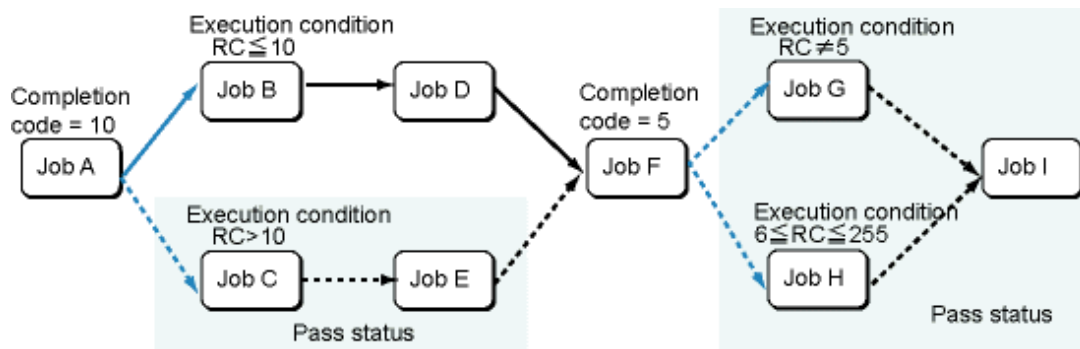 Execution condition
RC≦10
Job B
Job D
Completion
code = 10
Job A
Execution condition
RC>10
Job C
Job E
Pass status
Completion
code = 5
Job F
Execution condition
RC≠5
Job G
Job I
Execution condition
6≦RC≦255
Job H
Pass status